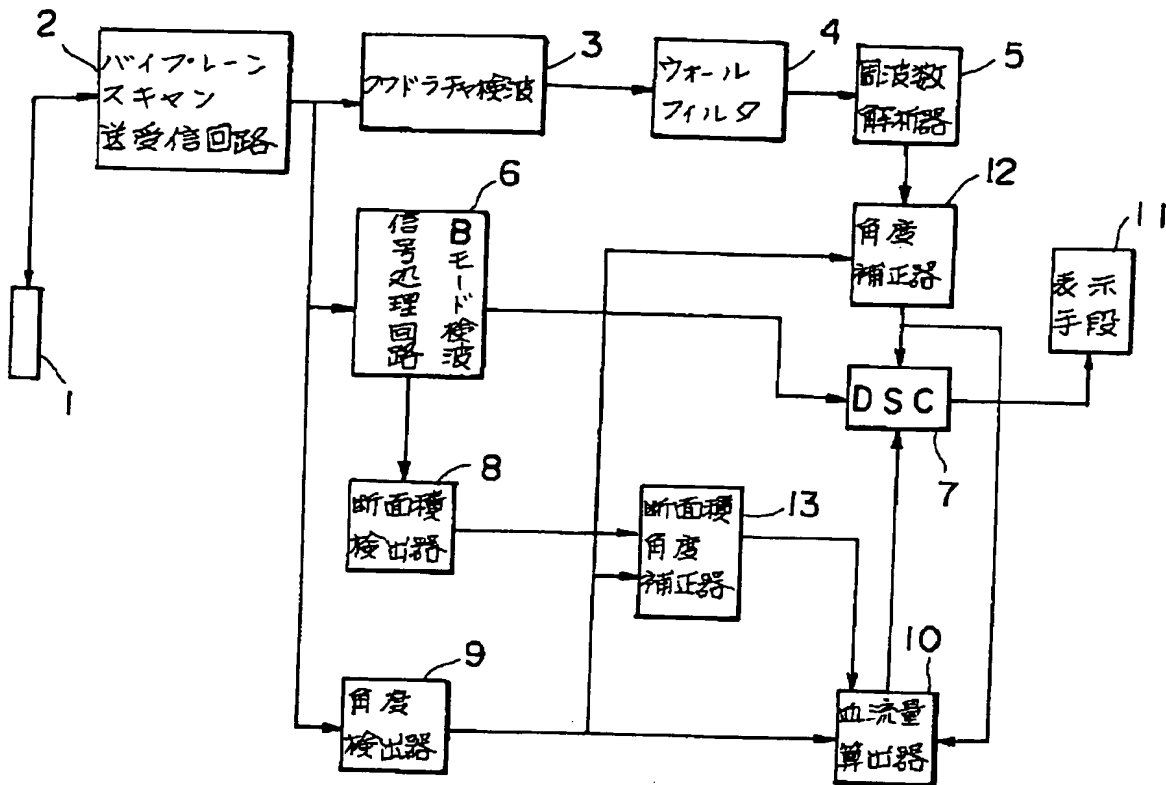 2
バイプレーン
スキャン
送受信回路
3
クワドラチャ検波
4
ウォール
フィルタ
5
周波数
解析器
6
Bモード検波
信号処理回路
12
角度
補正器
11
表示
手段
1
DSC
7
8
断面積
検出器
13
断面積
角度
補正器
9
角度
検出器
10
血流量
算出器